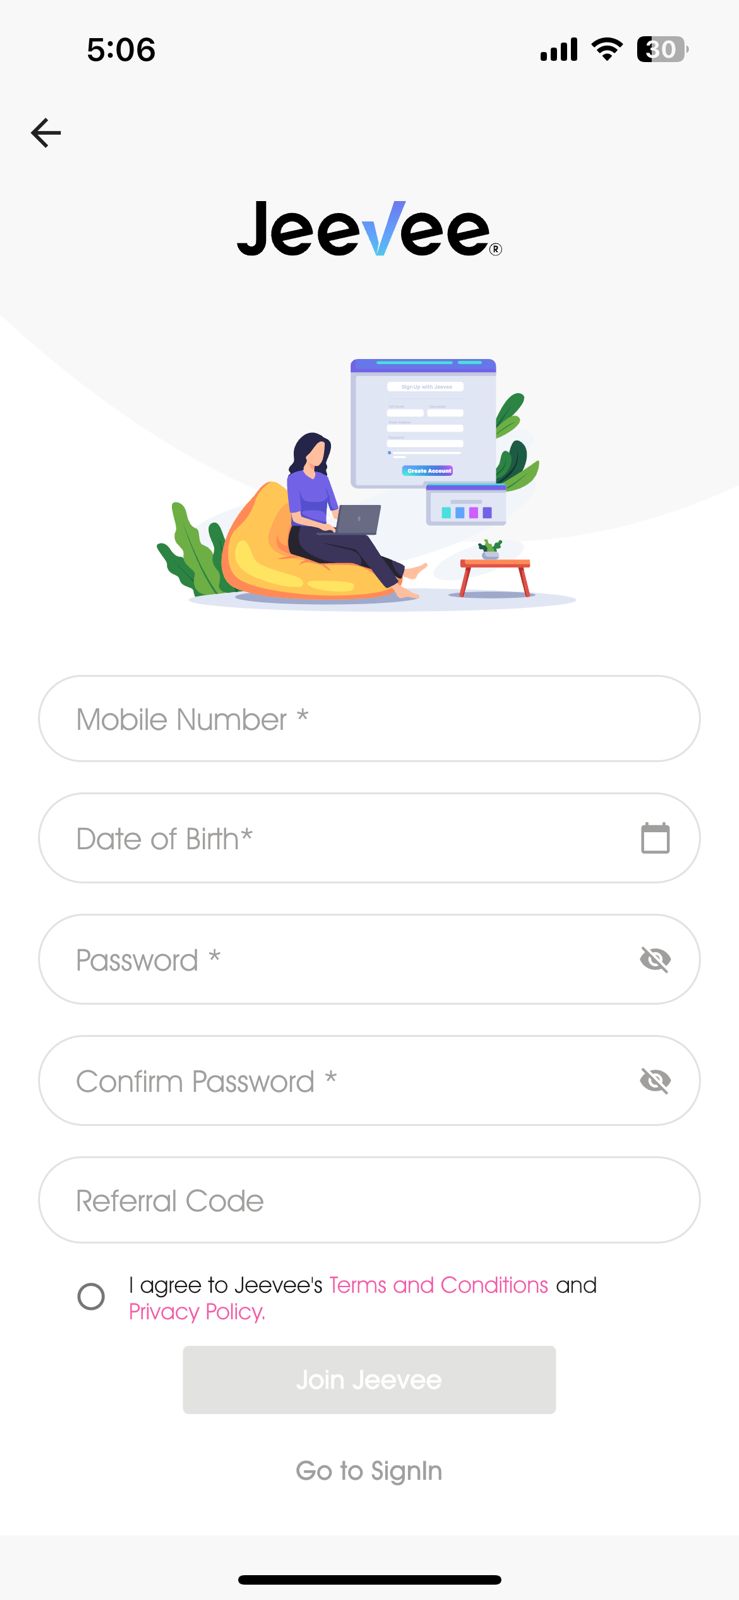 5:06
30
Jeevee®
Sign Up with Jeevee
Create Account
Mobile Number *
Date of Birth*
Password *
Confirm Password *
Referral Code
I agree to Jeevee's Terms and Conditions and
Privacy Policy.
Join Jeevee
Go to SignIn